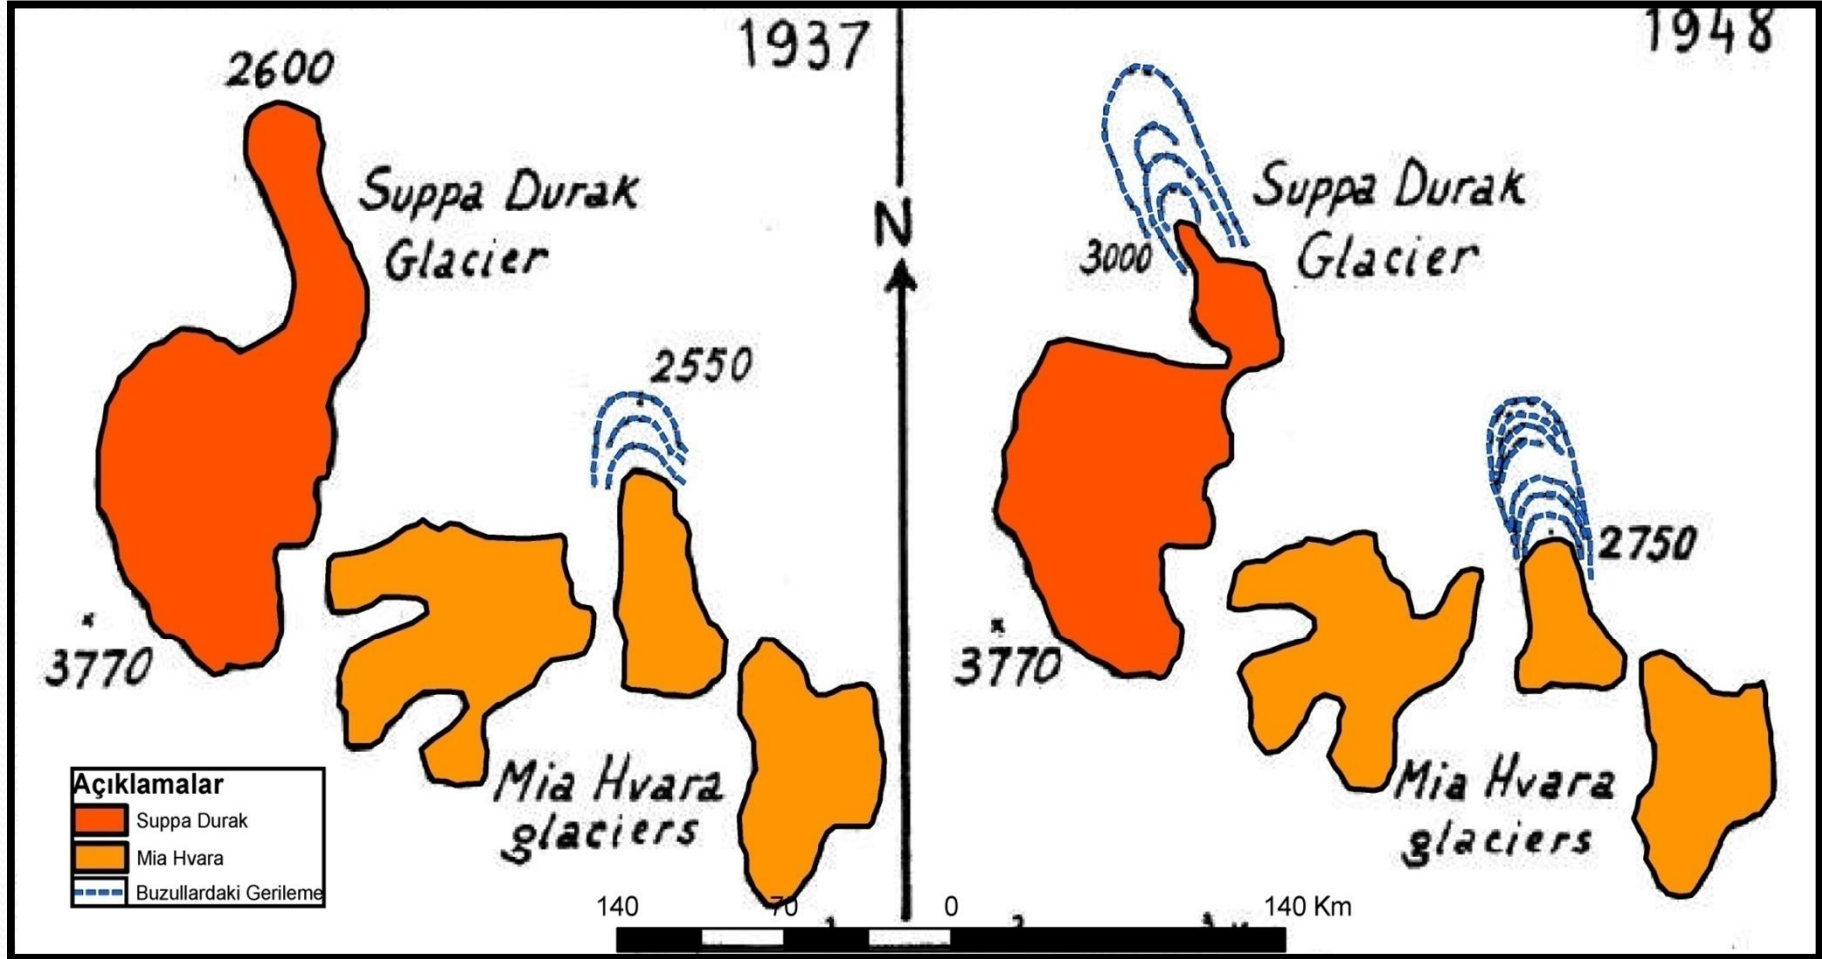 1937
2600
Suppa Durak
Glacier
2550
3770
Mia Hvara
glaciers
N
1948
Suppa Durak
3000
Glacier
2750
3770
Mia Hvara
glaciers
Açıklamalar
Suppa Durak
Mia Hvara
Buzullardaki Gerileme
140 70 0 140 Km